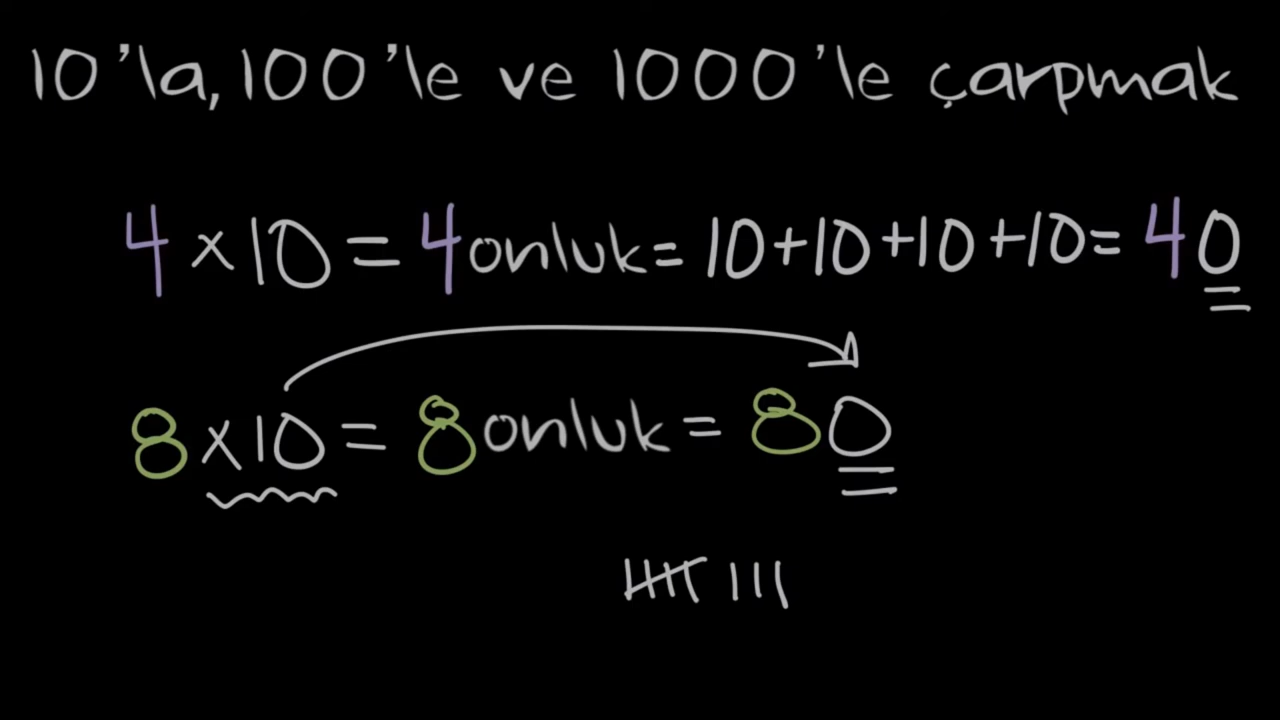 10'la, 100'le ve 1000'le çarpmak
4 × 10 = 4 onluk = 10+10+10+10 = 40
8 × 10 = 8 onluk = 80